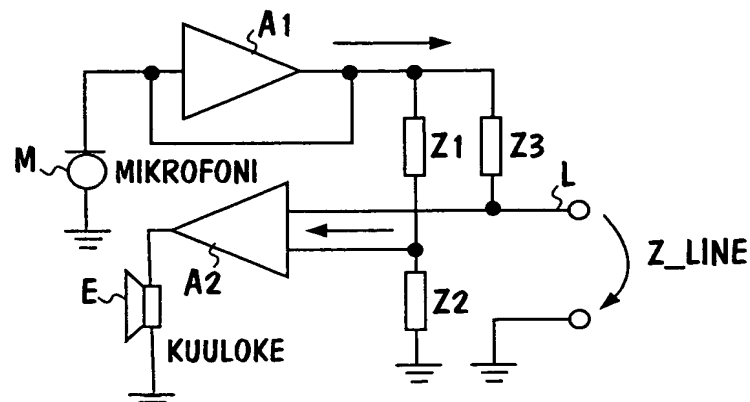 A1
Z1
Z3
M
MIKROFONI
L
Z_LINE
A2
E
Z2
KUULOKE